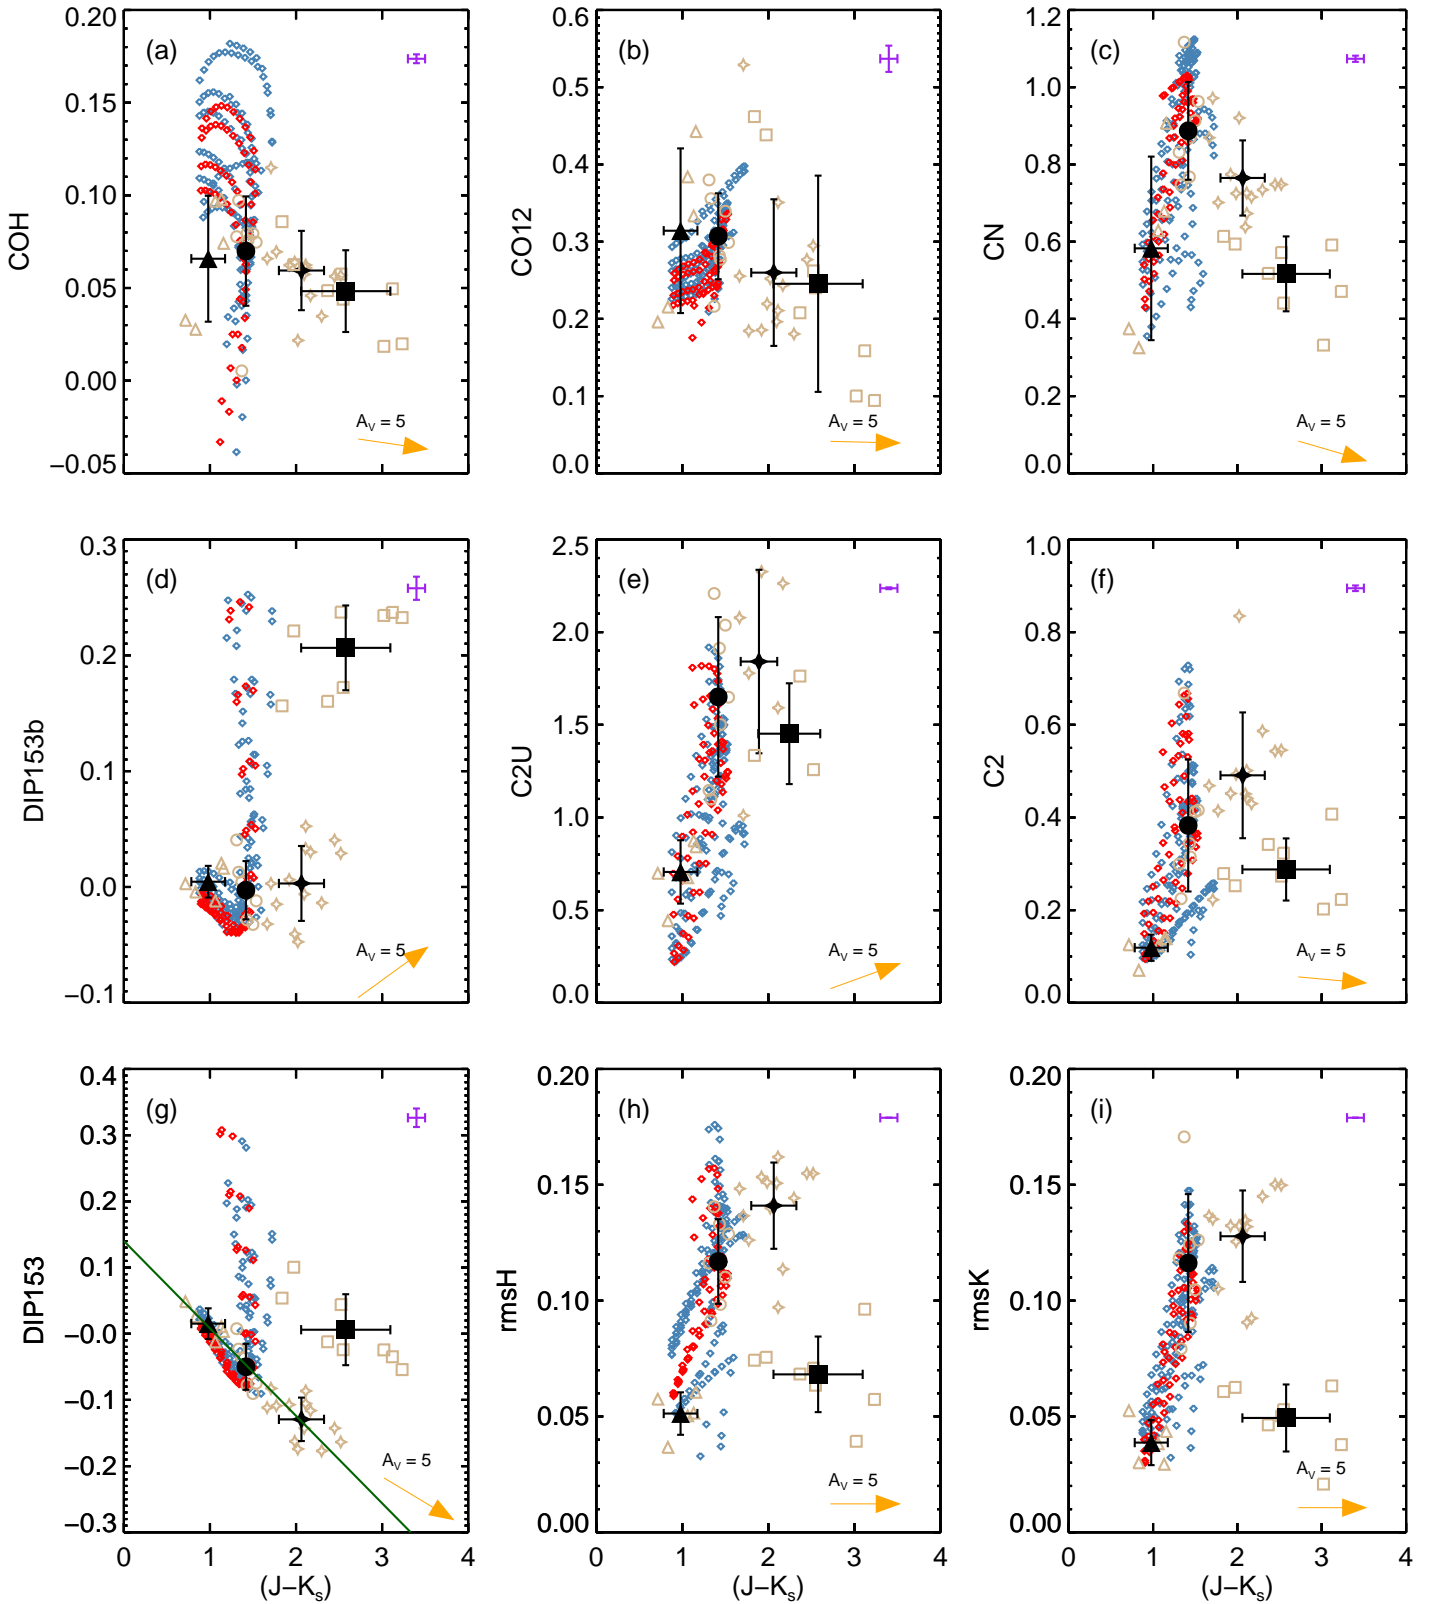 (a)
COH
0.20
0.15
0.10
0.05
0.00
−0.05
A_V = 5
(b)
CO12
0.6
0.5
0.4
0.3
0.2
0.1
0.0
A_V = 5
(c)
CN
1.2
1.0
0.8
0.6
0.4
0.2
0.0
A_V = 5
(d)
DIP153b
0.3
0.2
0.1
0.0
−0.1
A_V = 5
(e)
C2U
2.5
2.0
1.5
1.0
0.5
0.0
A_V = 5
(f)
C2
1.0
0.8
0.6
0.4
0.2
0.0
A_V = 5
(g)
DIP153
0.4
0.3
0.2
0.1
−0.0
−0.1
−0.2
−0.3
A_V = 5
0 1 2 3 4
(J−K_s)
(h)
rmsH
0.20
0.15
0.10
0.05
0.00
A_V = 5
0 1 2 3 4
(J−K_s)
(i)
rmsK
0.20
0.15
0.10
0.05
0.00
A_V = 5
0 1 2 3 4
(J−K_s)